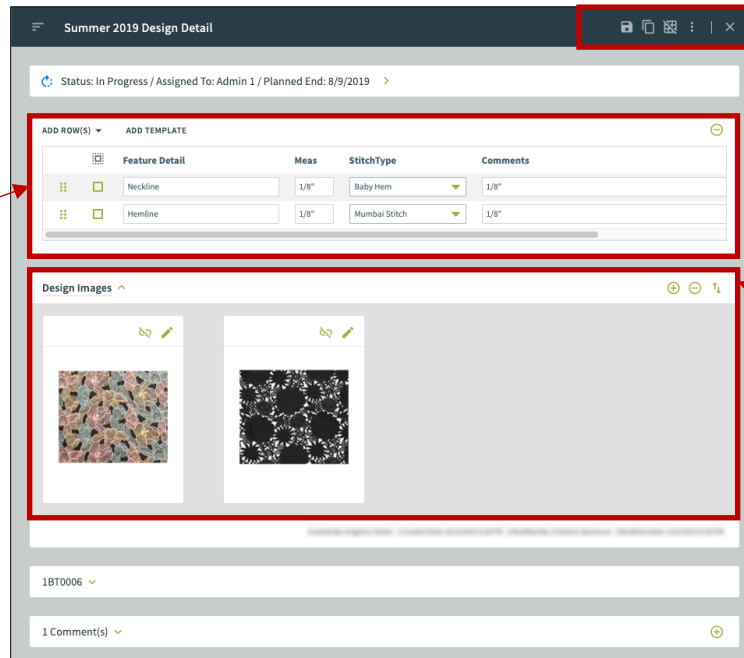 Summer 2019 Design Detail
Status: In Progress / Assigned To: Admin 1 / Planned End: 8/9/2019
ADD ROW(S) ADD TEMPLATE
Feature Detail Meas StitchType Comments
Neckline 1/8" Baby Hem 1/8"
Hemline 1/8" Mumbai Stitch 1/8"
Design Images
1BT0006
1 Comment(s)